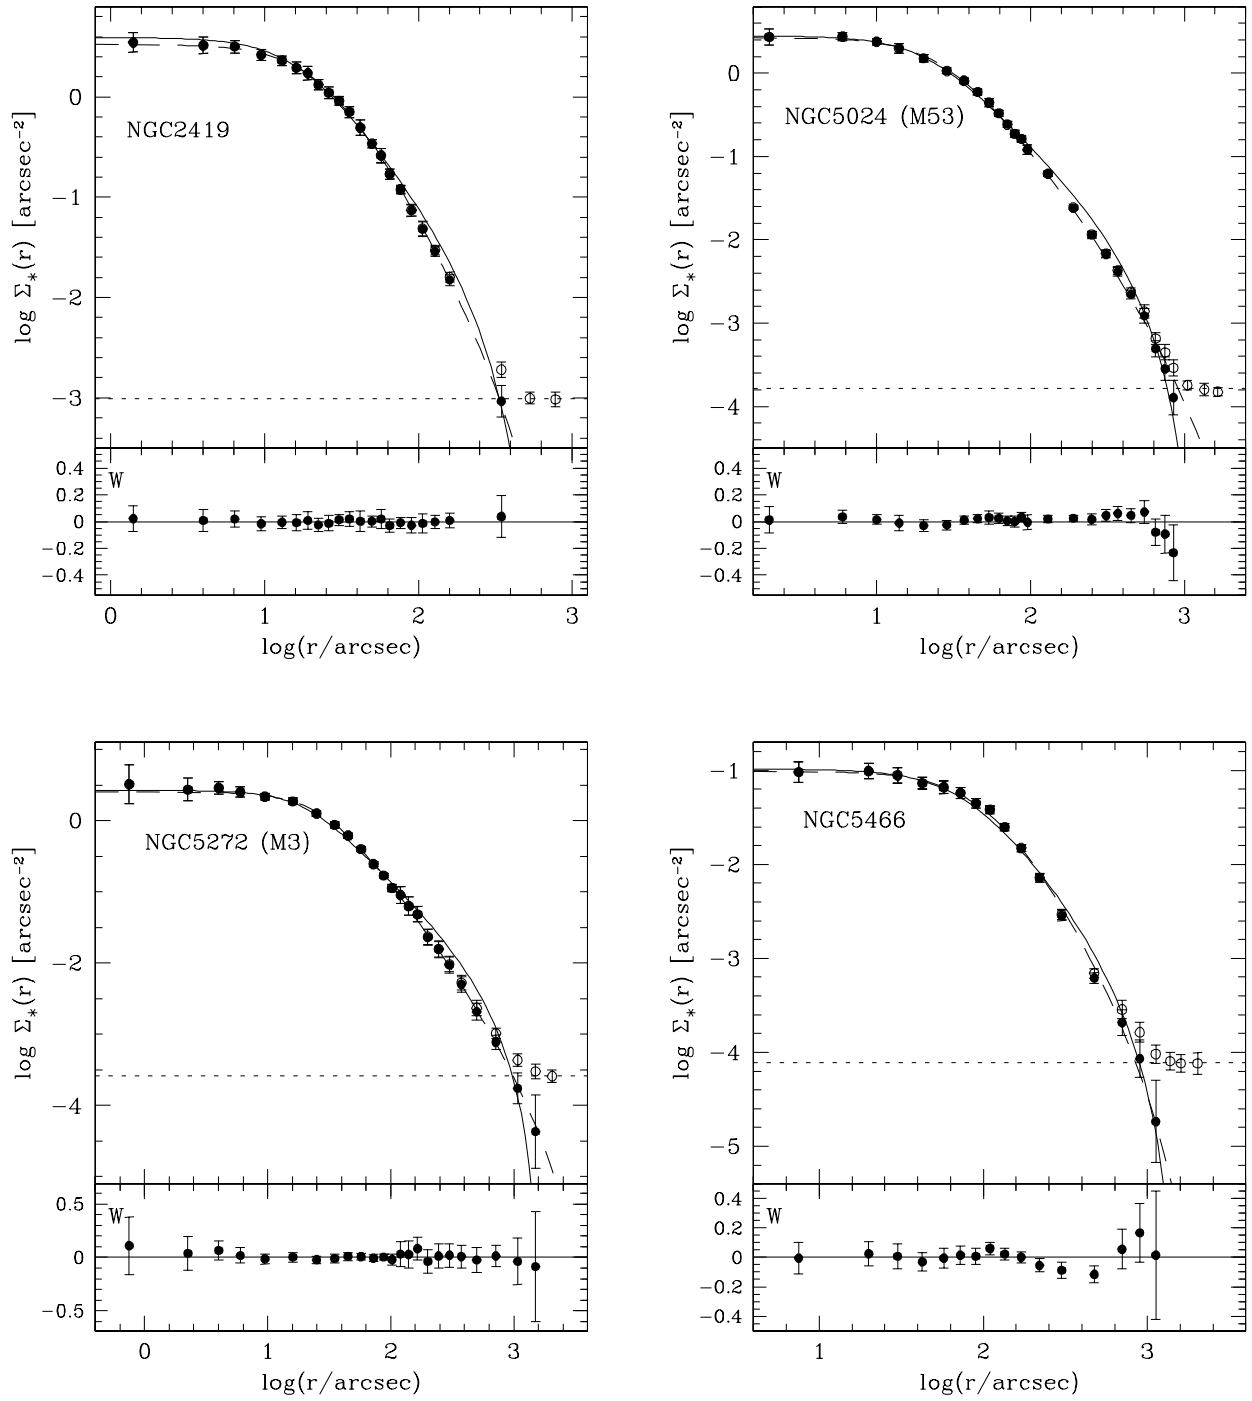 NGC2419
log Σ*(r) [arcsec⁻²]
0
−1
−2
−3
W
0.4
0.2
0
−0.2
−0.4
0 1 2 3
log(r/arcsec)
NGC5024 (M53)
log Σ*(r) [arcsec⁻²]
0
−1
−2
−3
−4
W
0.4
0.2
0
−0.2
−0.4
1 2 3
log(r/arcsec)
NGC5272 (M3)
log Σ*(r) [arcsec⁻²]
0
−2
−4
W
0.5
0
−0.5
0 1 2 3
log(r/arcsec)
NGC5466
log Σ*(r) [arcsec⁻²]
−1
−2
−3
−4
−5
W
0.4
0.2
0
−0.2
−0.4
1 2 3
log(r/arcsec)